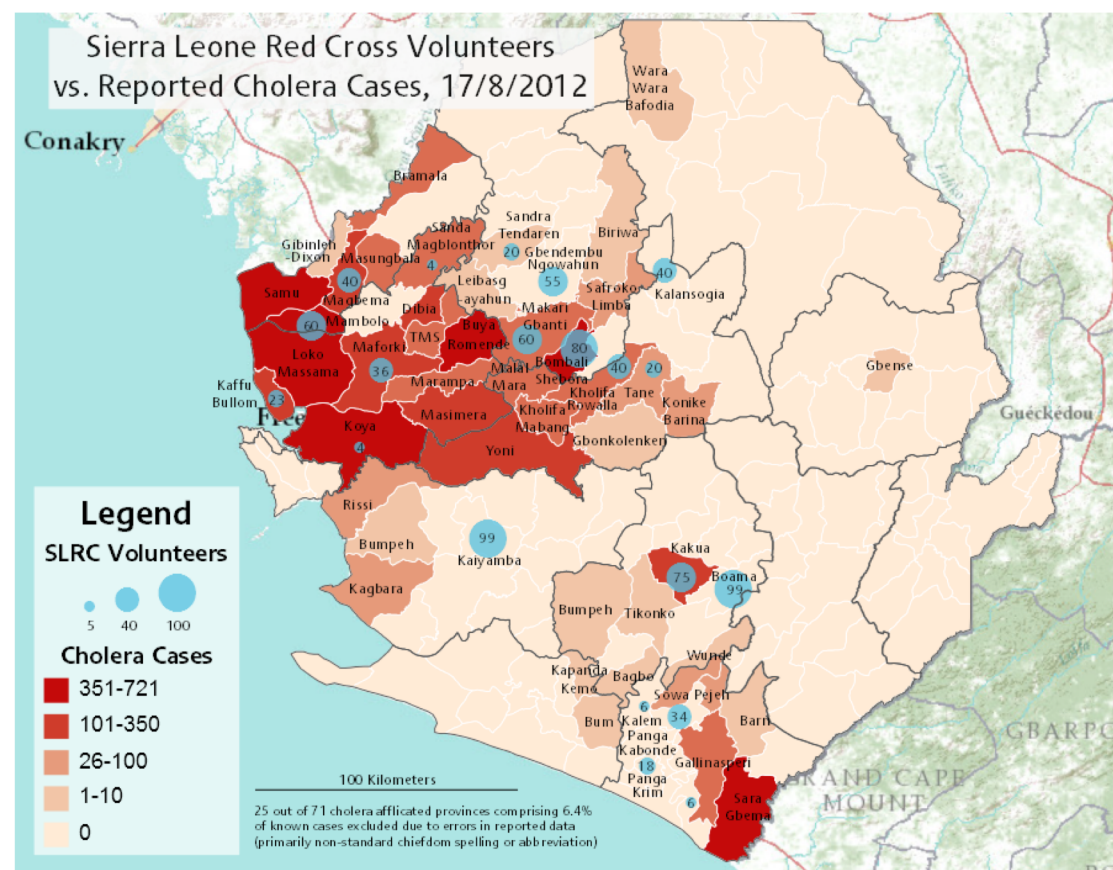 Sierra Leone Red Cross Volunteers
vs. Reported Cholera Cases, 17/8/2012
Conakry
Wara
Wara
Bafodia
Bramala
Sandra
Tendaren
Sanda
Magblonthor
Gibinleh
-Dixon
Masungbala
Biriwa
20
Gbendembu
Ngowahun
4
40
55
40
Samu
Magbema
Leibasg
-ayahun
Safroko
Limba
Kalansogia
Dibia
-Makari
Gbanti
60
Mambolo
Buya
Romende
TMS
60
80
Loko
Massama
Maforki
36
Malal
Mara
Bombali
Shebora
40
20
Gbense
Kaffu
Bullom
23
Marampa
Kholifa
Rowalla
Tane
Konike
Barina
Free
Masimera
Kholifa
Mabang
Guéckédou
Koya
4
Yoni
Gbonkolenken
Rissi
Bumpeh
99
Kaiyamba
Kakua
75
Boama
99
Kagbara
Bumpeh
Tikonko
Wunde
Kapanda
Kemo
Bagbo
Sowa
Pejeh
Bum
6
34
Barri
Kalem
Panga
Kabonde
18
Panga
Krim
Gallinasperi
6
Sara
Gbema
GBARPO
GRAND CAPE
MOUNT
Legend
SLRC Volunteers
5 40 100
Cholera Cases
351-721
101-350
26-100
1-10
0
100 Kilometers
25 out of 71 cholera afflicated provinces comprising 6.4%
of known cases excluded due to errors in reported data
(primarily non-standard chiefdom spelling or abbreviation)